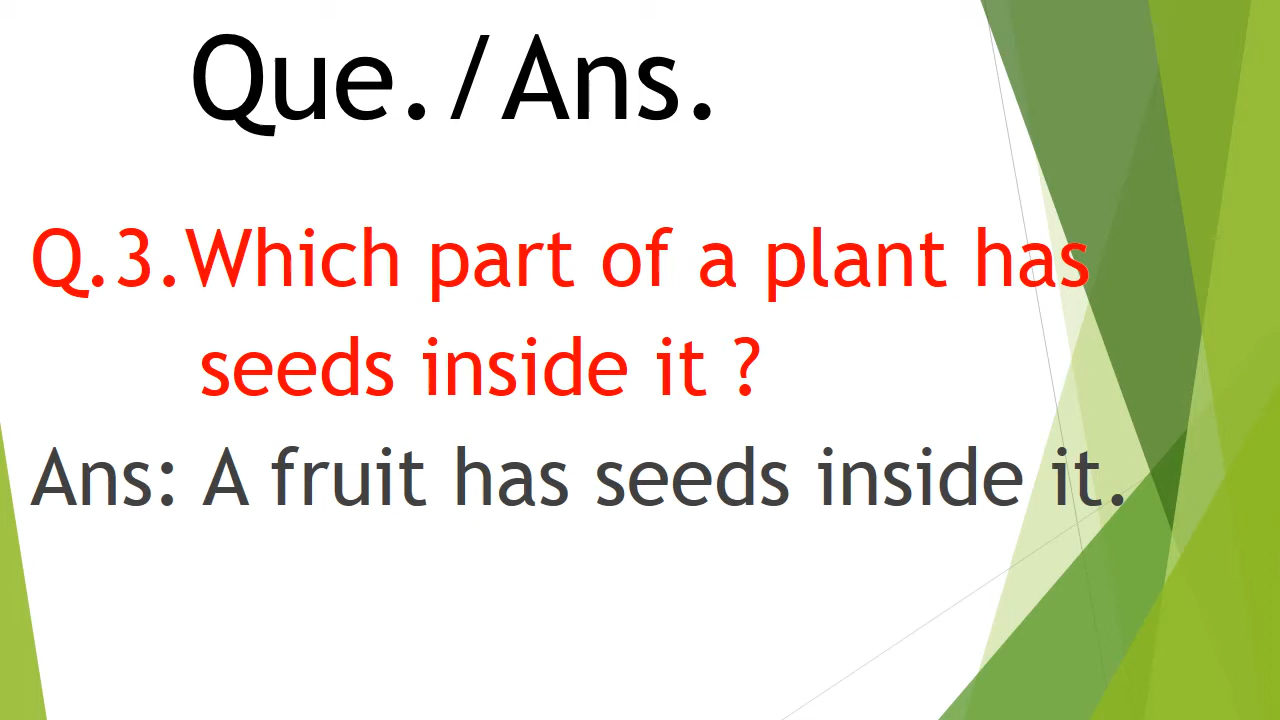 Que./Ans.
Q.3.Which part of a plant has
seeds inside it ?
Ans: A fruit has seeds inside it.